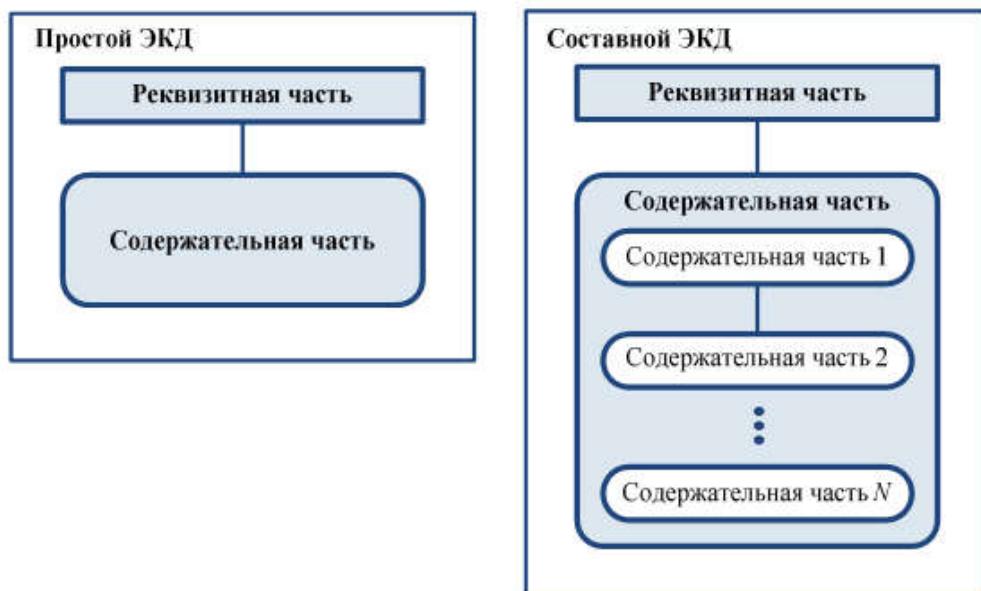 Простой ЭКД
Реквизитная часть
Содержательная часть
Составной ЭКД
Реквизитная часть
Содержательная часть
Содержательная часть 1
Содержательная часть 2
Содержательная часть N